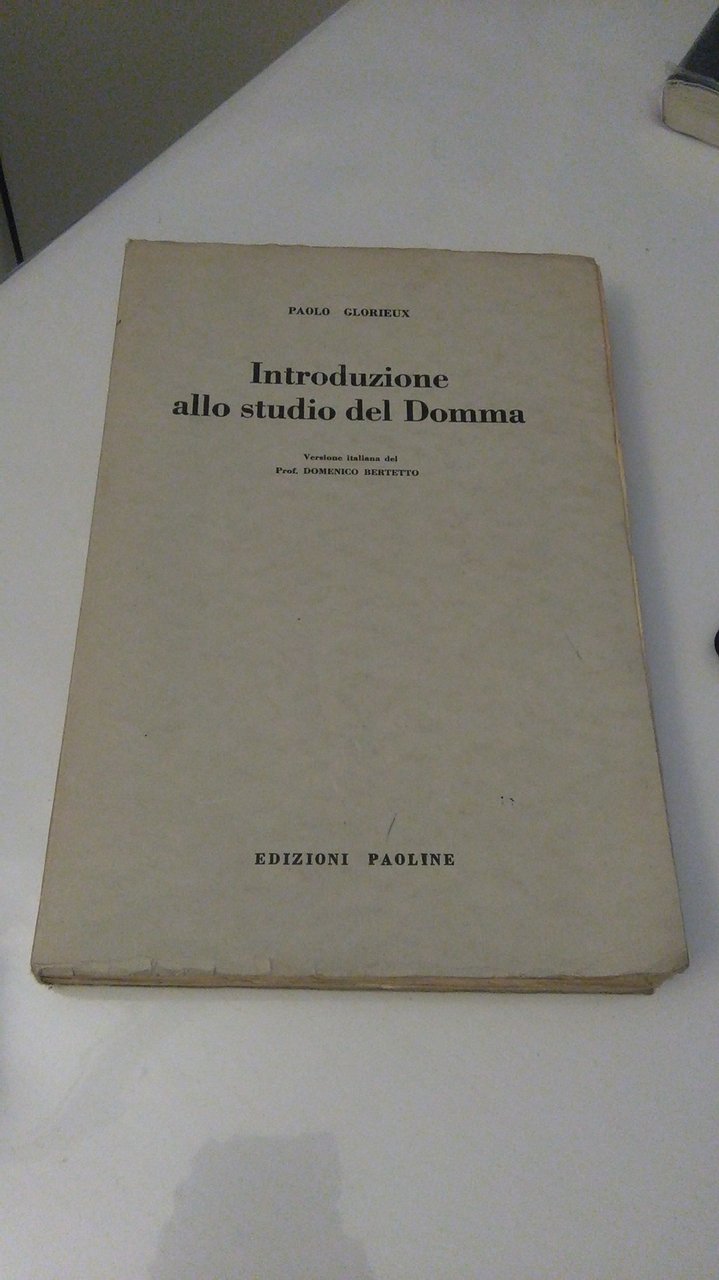 PAOLO GLORIEUX
Introduzione
allo studio del Domma
Versione italiana del
Prof. DOMENICO BERTETTO
EDIZIONI PAOLINE